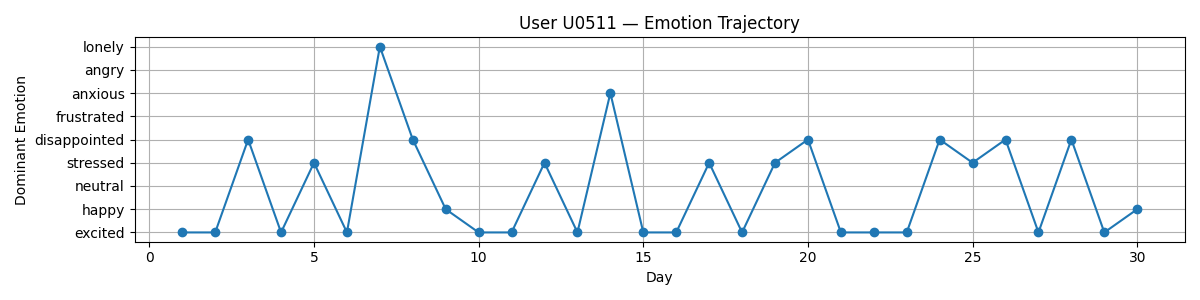 User U0511 — Emotion Trajectory
Dominant Emotion
lonely
angry
anxious
frustrated
disappointed
stressed
neutral
happy
excited
0 5 10 15 20 25 30
Day